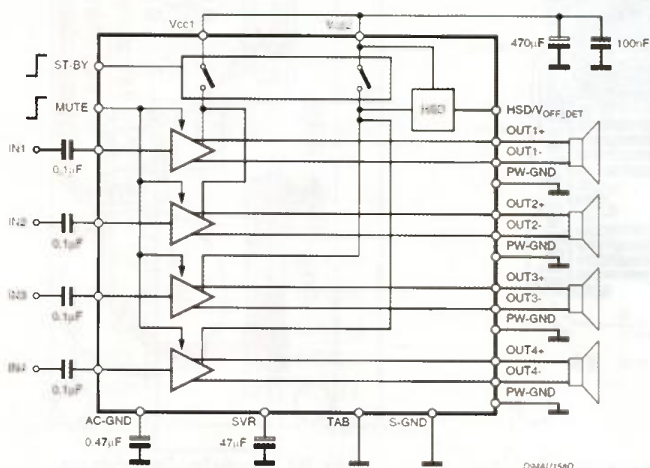 Vcc1
470µF
100nF
ST-BY
MUTE
HSD
HSD/VOFF_DET
IN1
0.1µF
OUT1+
OUT1-
PW-GND
IN2
0.1µF
OUT2+
OUT2-
PW-GND
IN3
0.1µF
OUT3+
OUT3-
PW-GND
IN4
0.1µF
OUT4+
OUT4-
PW-GND
AC-GND
0.47µF
SVR
47µF
TAB
S-GND